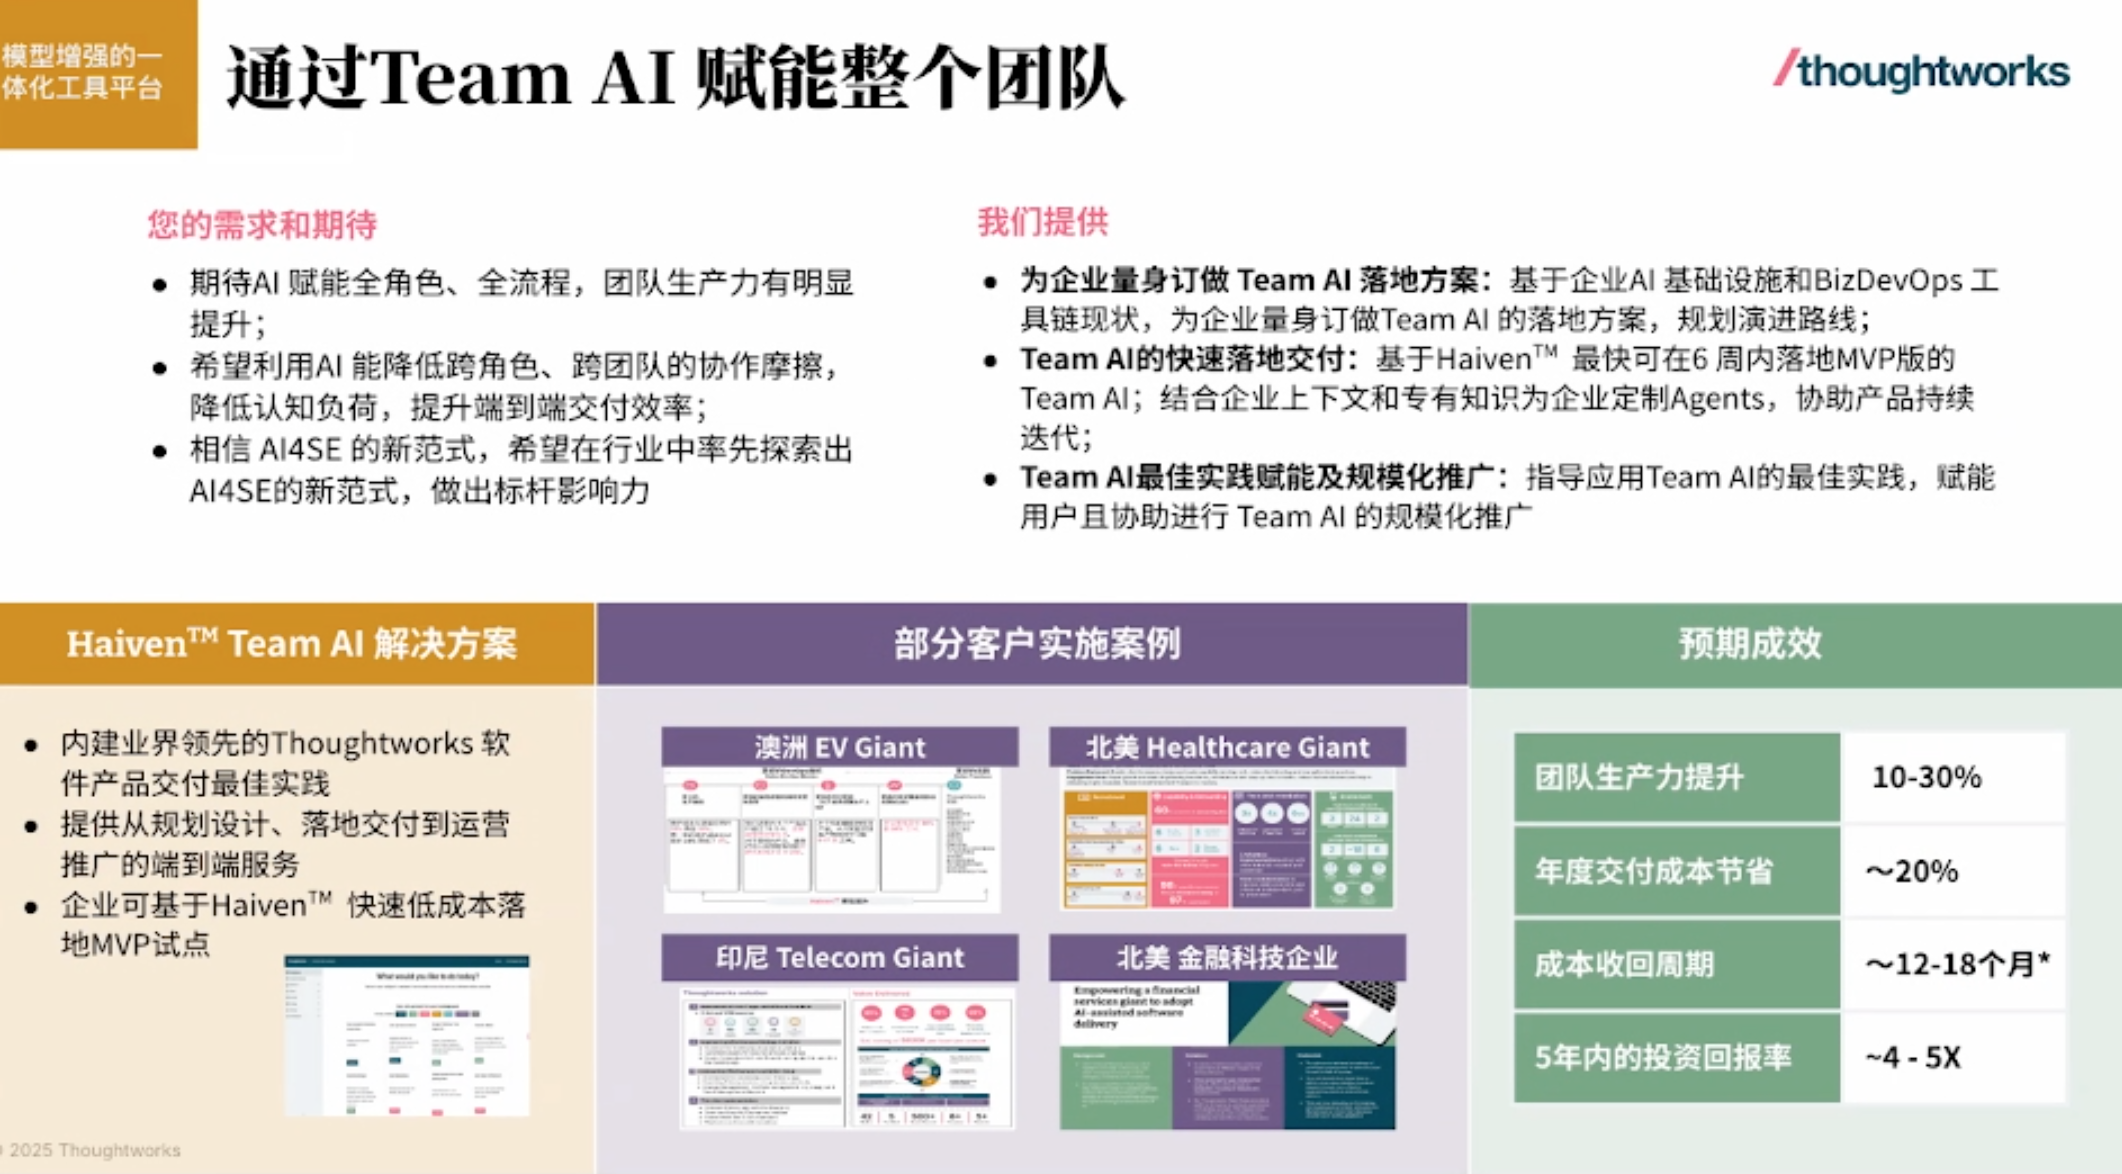 模型增强的一
体化工具平台
通过Team AI 赋能整个团队
/thoughtworks
您的需求和期待
● 期待AI 赋能全角色、全流程，团队生产力有明显
提升；
● 希望利用AI 能降低跨角色、跨团队的协作摩擦，
降低认知负荷，提升端到端交付效率；
● 相信 AI4SE 的新范式，希望在行业中率先探索出
AI4SE的新范式，做出标杆影响力
我们提供
● 为企业量身订做 Team AI 落地方案：基于企业AI 基础设施和BizDevOps 工
具链现状，为企业量身订做Team AI 的落地方案，规划演进路线；
● Team AI的快速落地交付：基于Haiven™ 最快可在6 周内落地MVP版的
Team AI；结合企业上下文和专有知识为企业定制Agents，协助产品持续
迭代；
● Team AI最佳实践赋能及规模化推广：指导应用Team AI的最佳实践，赋能
用户且协助进行 Team AI 的规模化推广
Haiven™ Team AI 解决方案
● 内建业界领先的Thoughtworks 软
件产品交付最佳实践
● 提供从规划设计、落地交付到运营
推广的端到端服务
● 企业可基于Haiven™ 快速低成本落
地MVP试点
What would you like to do today?
部分客户实施案例
澳洲 EV Giant
北美 Healthcare Giant
印尼 Telecom Giant
Thoughtworks solution
北美 金融科技企业
Empowering a financial
services giant to adopt
AI-assisted software
delivery
预期成效
团队生产力提升 10-30%
年度交付成本节省 ～20%
成本收回周期 ～12-18个月*
5年内的投资回报率 ~4 - 5X
2025 Thoughtworks